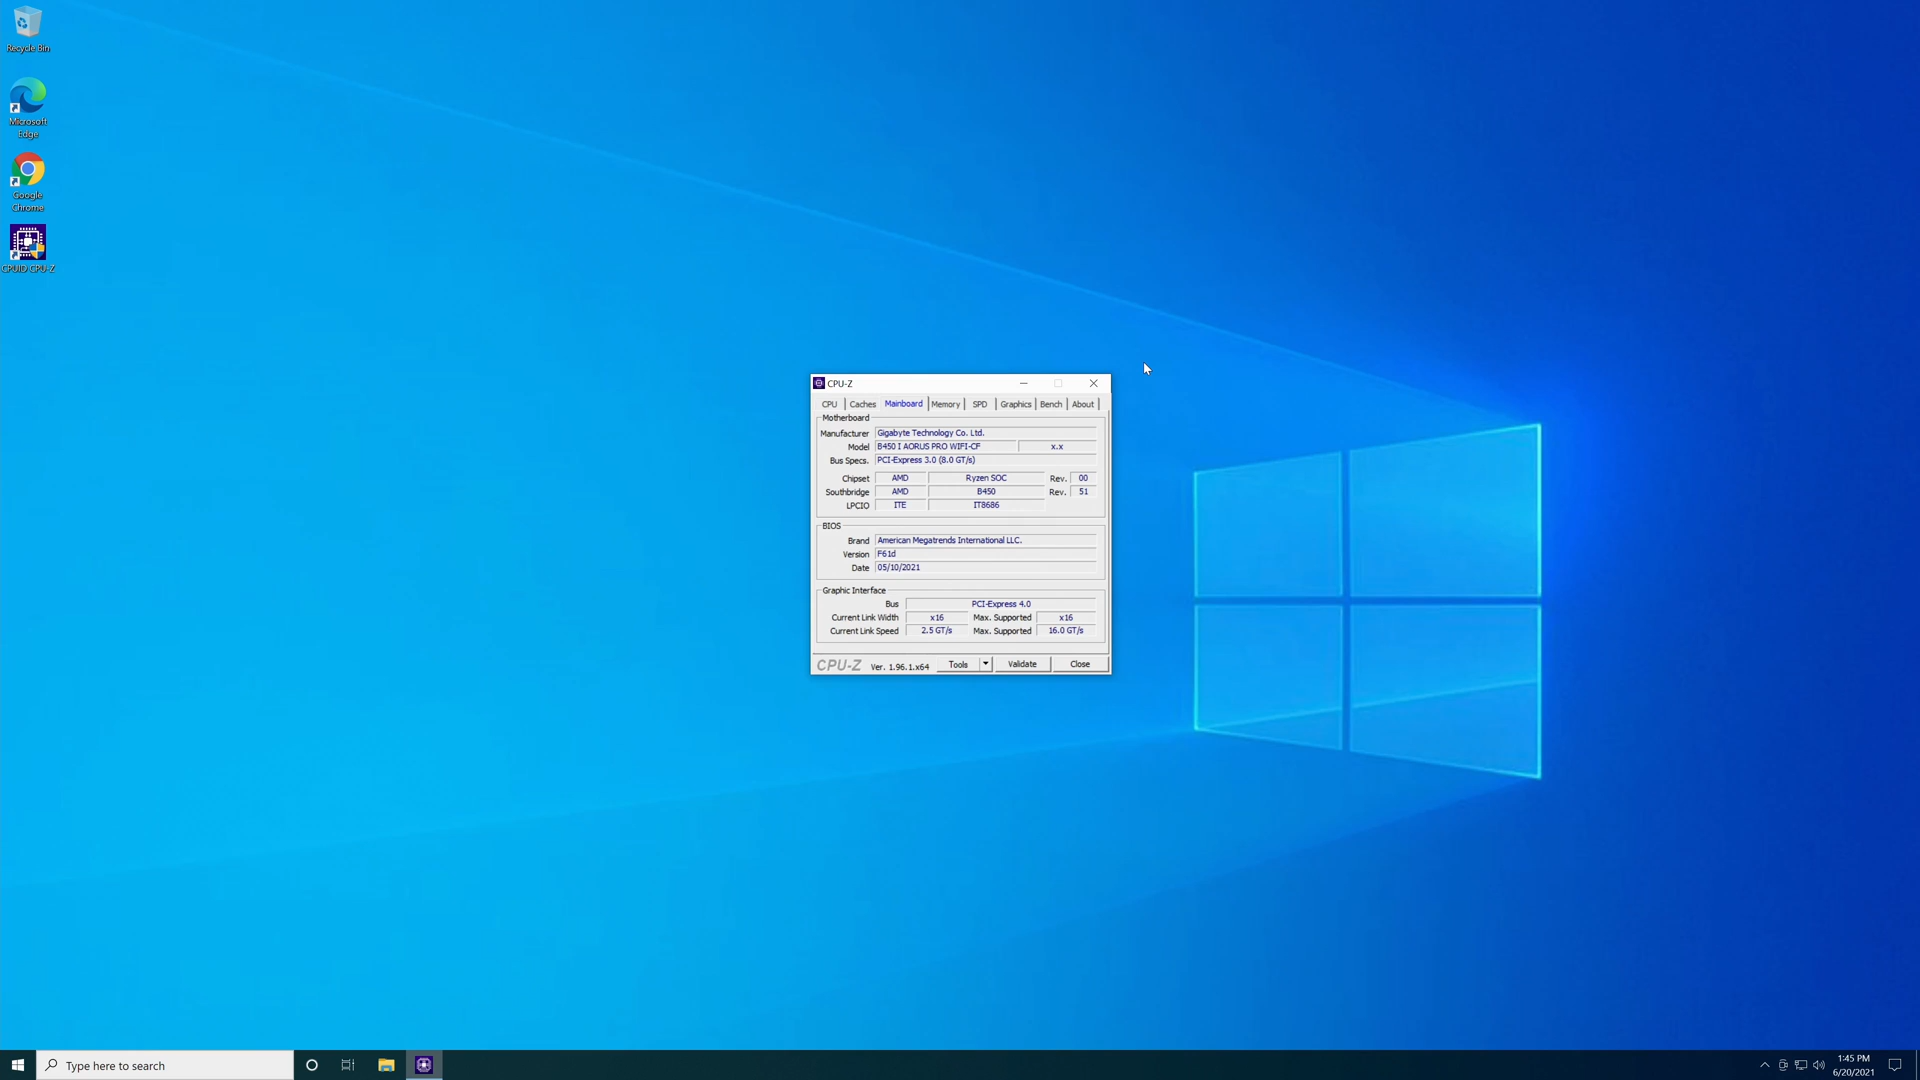 Recycle Bin
Microsoft
Edge
Google
Chrome
CPUID CPU-Z
CPU-Z
CPU Caches Mainboard Memory SPD Graphics Bench About
Motherboard
Manufacturer Gigabyte Technology Co. Ltd.
Model B450 I AORUS PRO WIFI-CF x.x
Bus Specs. PCI-Express 3.0 (8.0 GT/s)
Chipset AMD Ryzen SOC Rev. 00
Southbridge AMD B450 Rev. 51
LPCIO ITE IT8686
BIOS
Brand American Megatrends International LLC.
Version F61d
Date 05/10/2021
Graphic Interface
Bus PCI-Express 4.0
Current Link Width x16 Max. Supported x16
Current Link Speed 2.5 GT/s Max. Supported 16.0 GT/s
CPU-Z Ver. 1.96.1.x64 Tools Validate Close
Type here to search
1:45 PM
6/20/2021